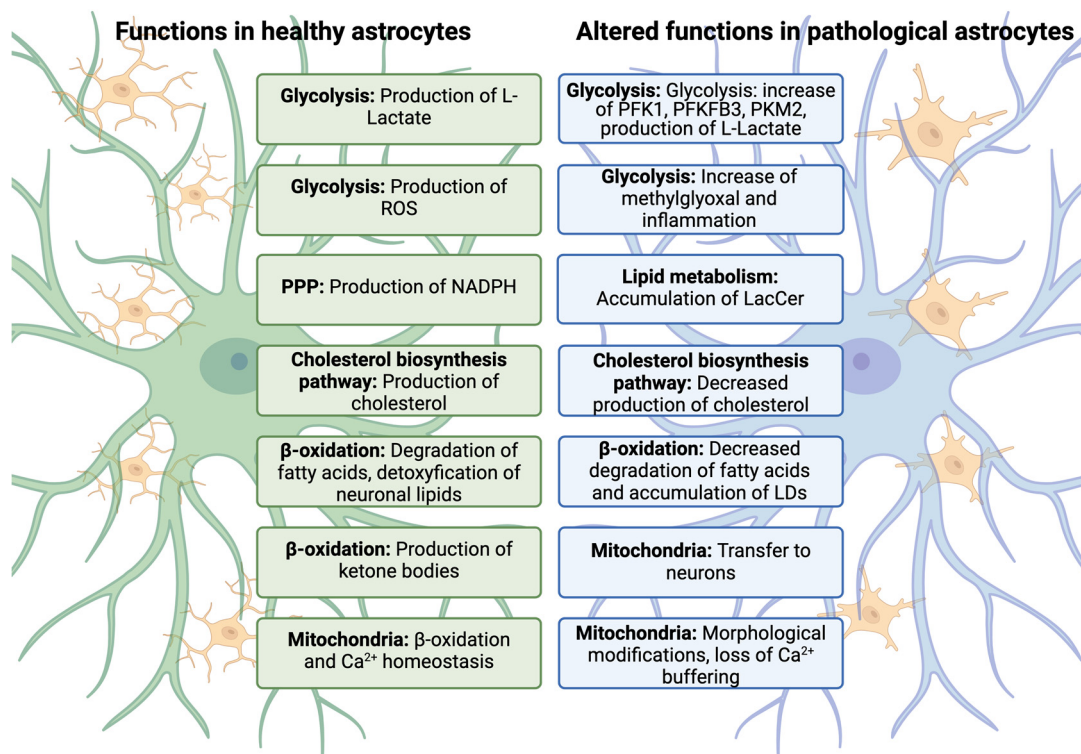 Functions in healthy astrocytes
Glycolysis: Production of L-
Lactate
Glycolysis: Production of
ROS
PPP: Production of NADPH
Cholesterol biosynthesis
pathway: Production of
cholesterol
β-oxidation: Degradation of
fatty acids, detoxyfication of
neuronal lipids
β-oxidation: Production of
ketone bodies
Mitochondria: β-oxidation
and Ca²⁺ homeostasis
Altered functions in pathological astrocytes
Glycolysis: Glycolysis: increase
of PFK1, PFKFB3, PKM2,
production of L-Lactate
Glycolysis: Increase of
methylglyoxal and
inflammation
Lipid metabolism:
Accumulation of LacCer
Cholesterol biosynthesis
pathway: Decreased
production of cholesterol
β-oxidation: Decreased
degradation of fatty acids
and accumulation of LDs
Mitochondria: Transfer to
neurons
Mitochondria: Morphological
modifications, loss of Ca²⁺
buffering